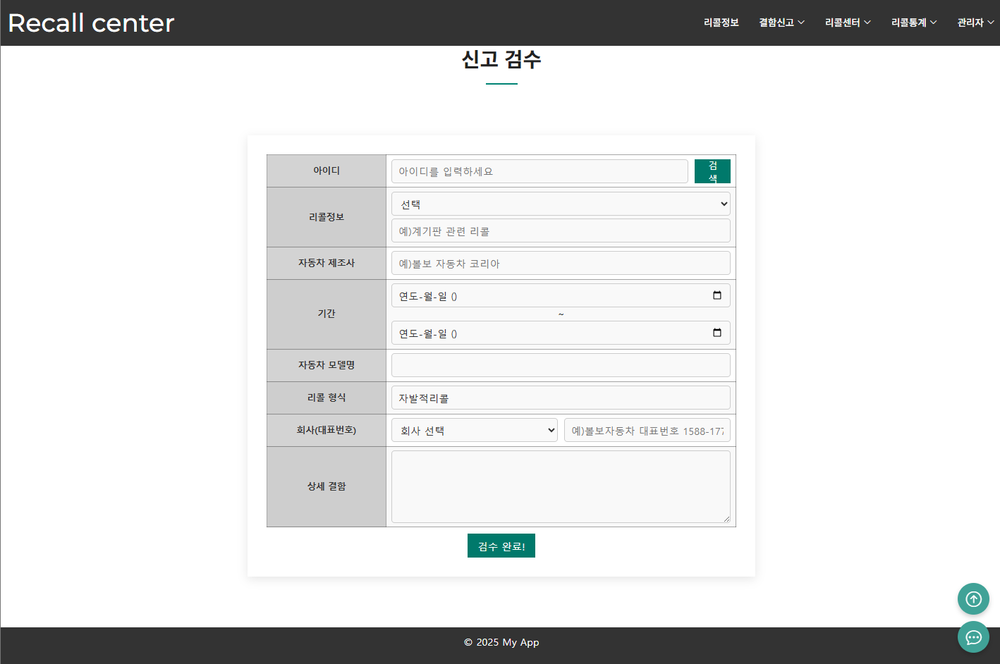 Recall center
리콜정보 결함신고 리콜센터 리콜통계 관리자
신고 검수
아이디 아이디를 입력하세요 검
색
리콜정보 선택
예)계기판 관련 리콜
자동차 제조사 예)볼보 자동차 코리아
기간 연도-월-일 ()
~
연도-월-일 ()
자동차 모델명
리콜 형식 자발적리콜
회사(대표번호) 회사 선택 예)볼보자동차 대표번호 1588-177
상세 결함
검수 완료!
© 2025 My App